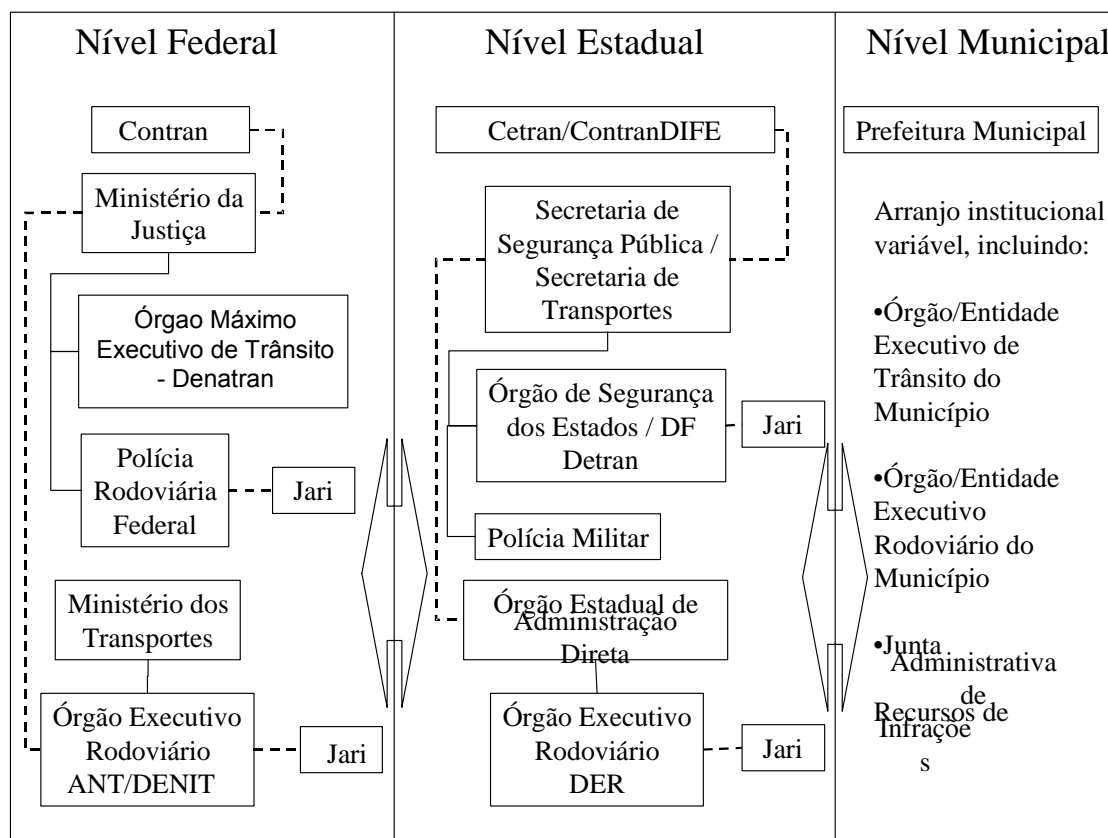 Nível Federal
Contran
Ministério da
Justiça
Órgao Máximo
Executivo de Trânsito
- Denatran
Polícia
Rodoviária
Federal
Jari
Ministério dos
Transportes
Órgão Executivo
Rodoviário
ANT/DENIT
Jari
Nível Estadual
Cetran/ContranDIFE
Secretaria de
Segurança Pública /
Secretaria de
Transportes
Órgão de Segurança
dos Estados / DF
Detran
Jari
Polícia Militar
Órgão Estadual de
Administração
Direta
Órgão Executivo
Rodoviário
DER
Jari
Nível Municipal
Prefeitura Municipal
Arranjo institucional
variável, incluindo:
•Órgão/Entidade
Executivo de
Trânsito do
Município
•Órgão/Entidade
Executivo
Rodoviário do
Município
•Junta
Administrativa
de
Recursos de
Infraçõe
s